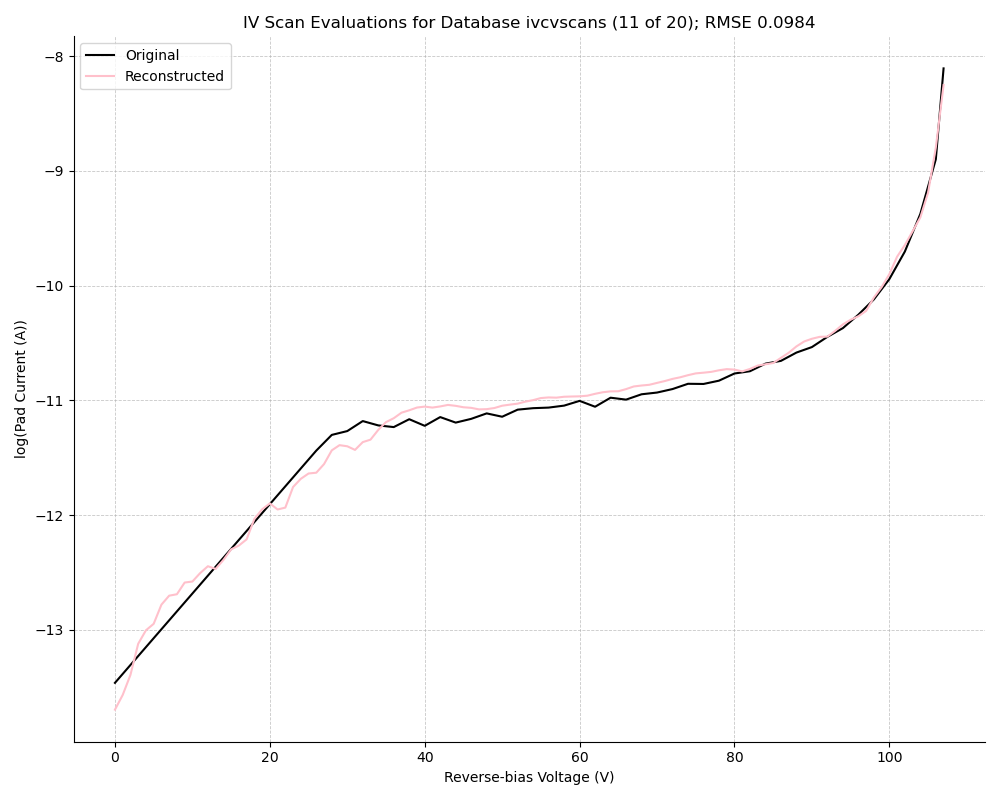 IV Scan Evaluations for Database ivcvscans (11 of 20); RMSE 0.0984
Original
Reconstructed
log(Pad Current (A))
−8
−9
−10
−11
−12
−13
0
20
40
60
80
100
Reverse-bias Voltage (V)